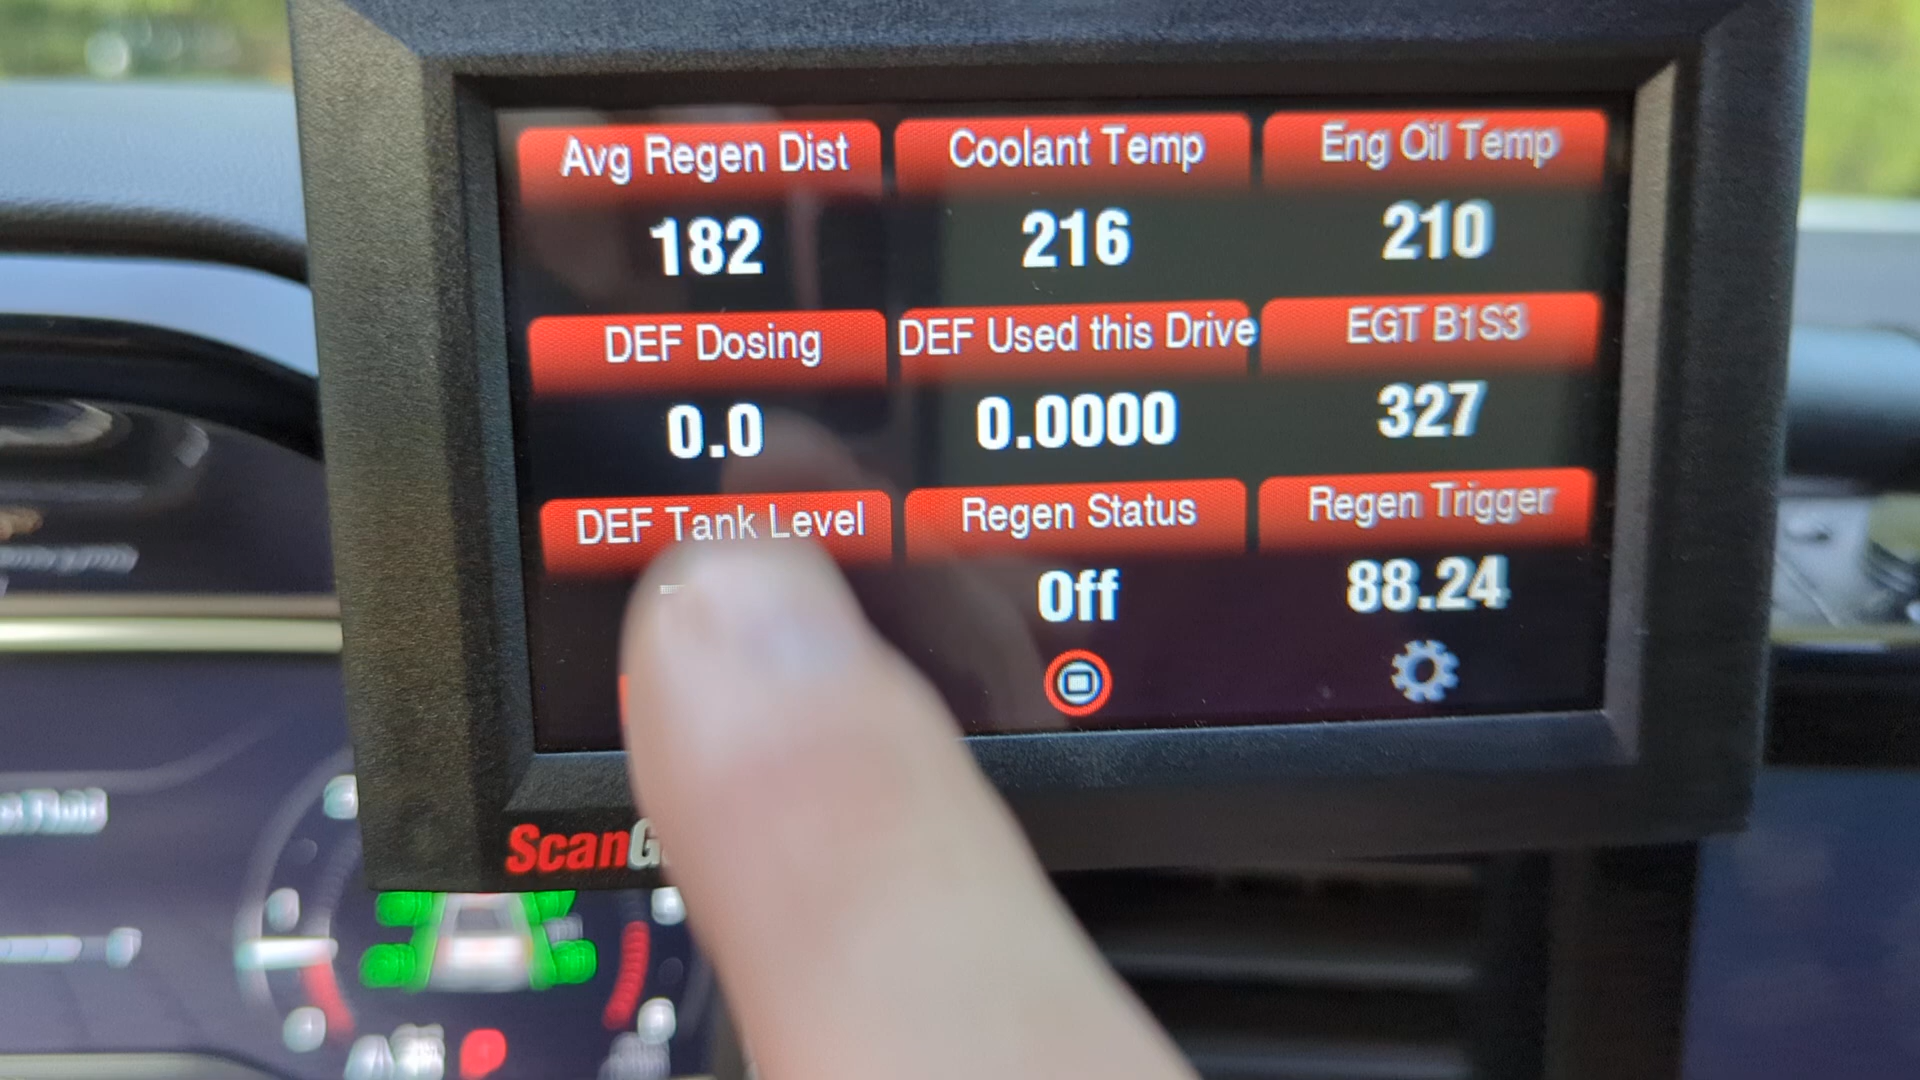 Avg Regen Dist
Coolant Temp
Eng Oil Temp
182
216
210
DEF Dosing
DEF Used this Drive
EGT B1S3
0.0
0.0000
327
DEF Tank Level
Regen Status
Regen Trigger
Off
88.24
ScanG